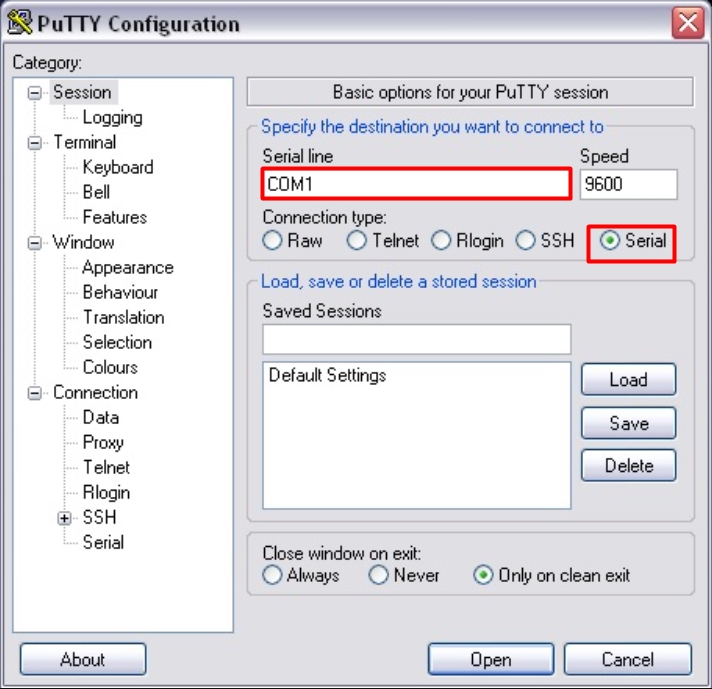 PuTTY Configuration
Category:
Session
Logging
Terminal
Keyboard
Bell
Features
Window
Appearance
Behaviour
Translation
Selection
Colours
Connection
Data
Proxy
Telnet
Rlogin
SSH
Serial
Basic options for your PuTTY session
Specify the destination you want to connect to
Serial line Speed
COM1 9600
Connection type:
Raw Telnet Rlogin SSH Serial
Load, save or delete a stored session
Saved Sessions
Default Settings
Load
Save
Delete
Close window on exit:
Always Never Only on clean exit
About Open Cancel